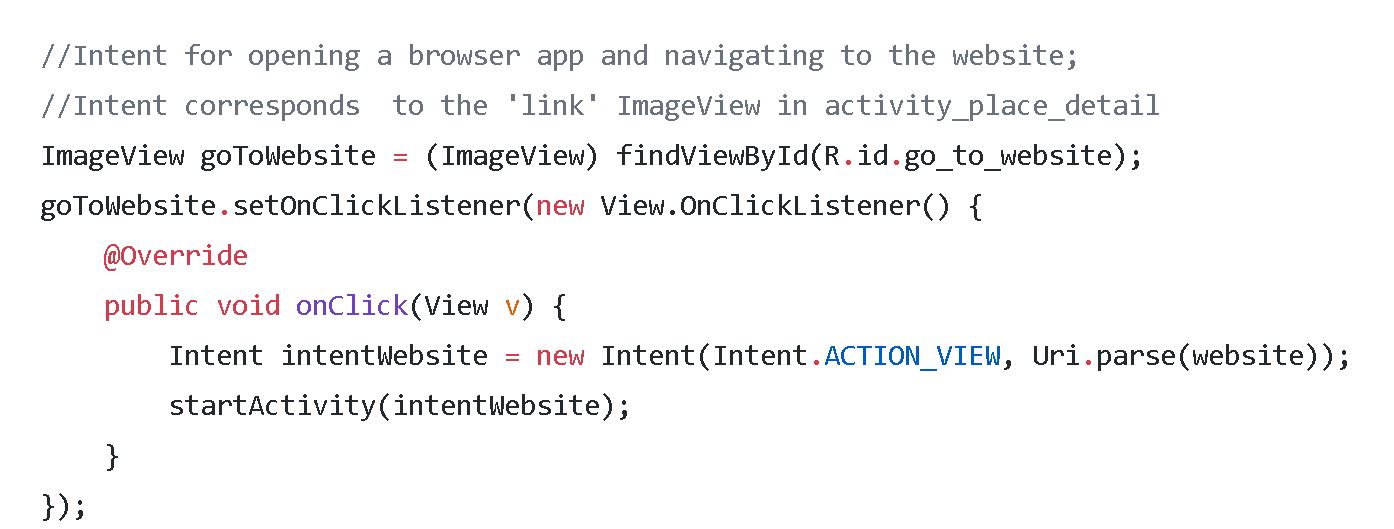 //Intent for opening a browser app and navigating to the website;
//Intent corresponds  to the 'link' ImageView in activity_place_detail
ImageView goToWebsite = (ImageView) findViewById(R.id.go_to_website);
goToWebsite.setOnClickListener(new View.OnClickListener() {
    @Override
    public void onClick(View v) {
        Intent intentWebsite = new Intent(Intent.ACTION_VIEW, Uri.parse(website));
        startActivity(intentWebsite);
    }
});